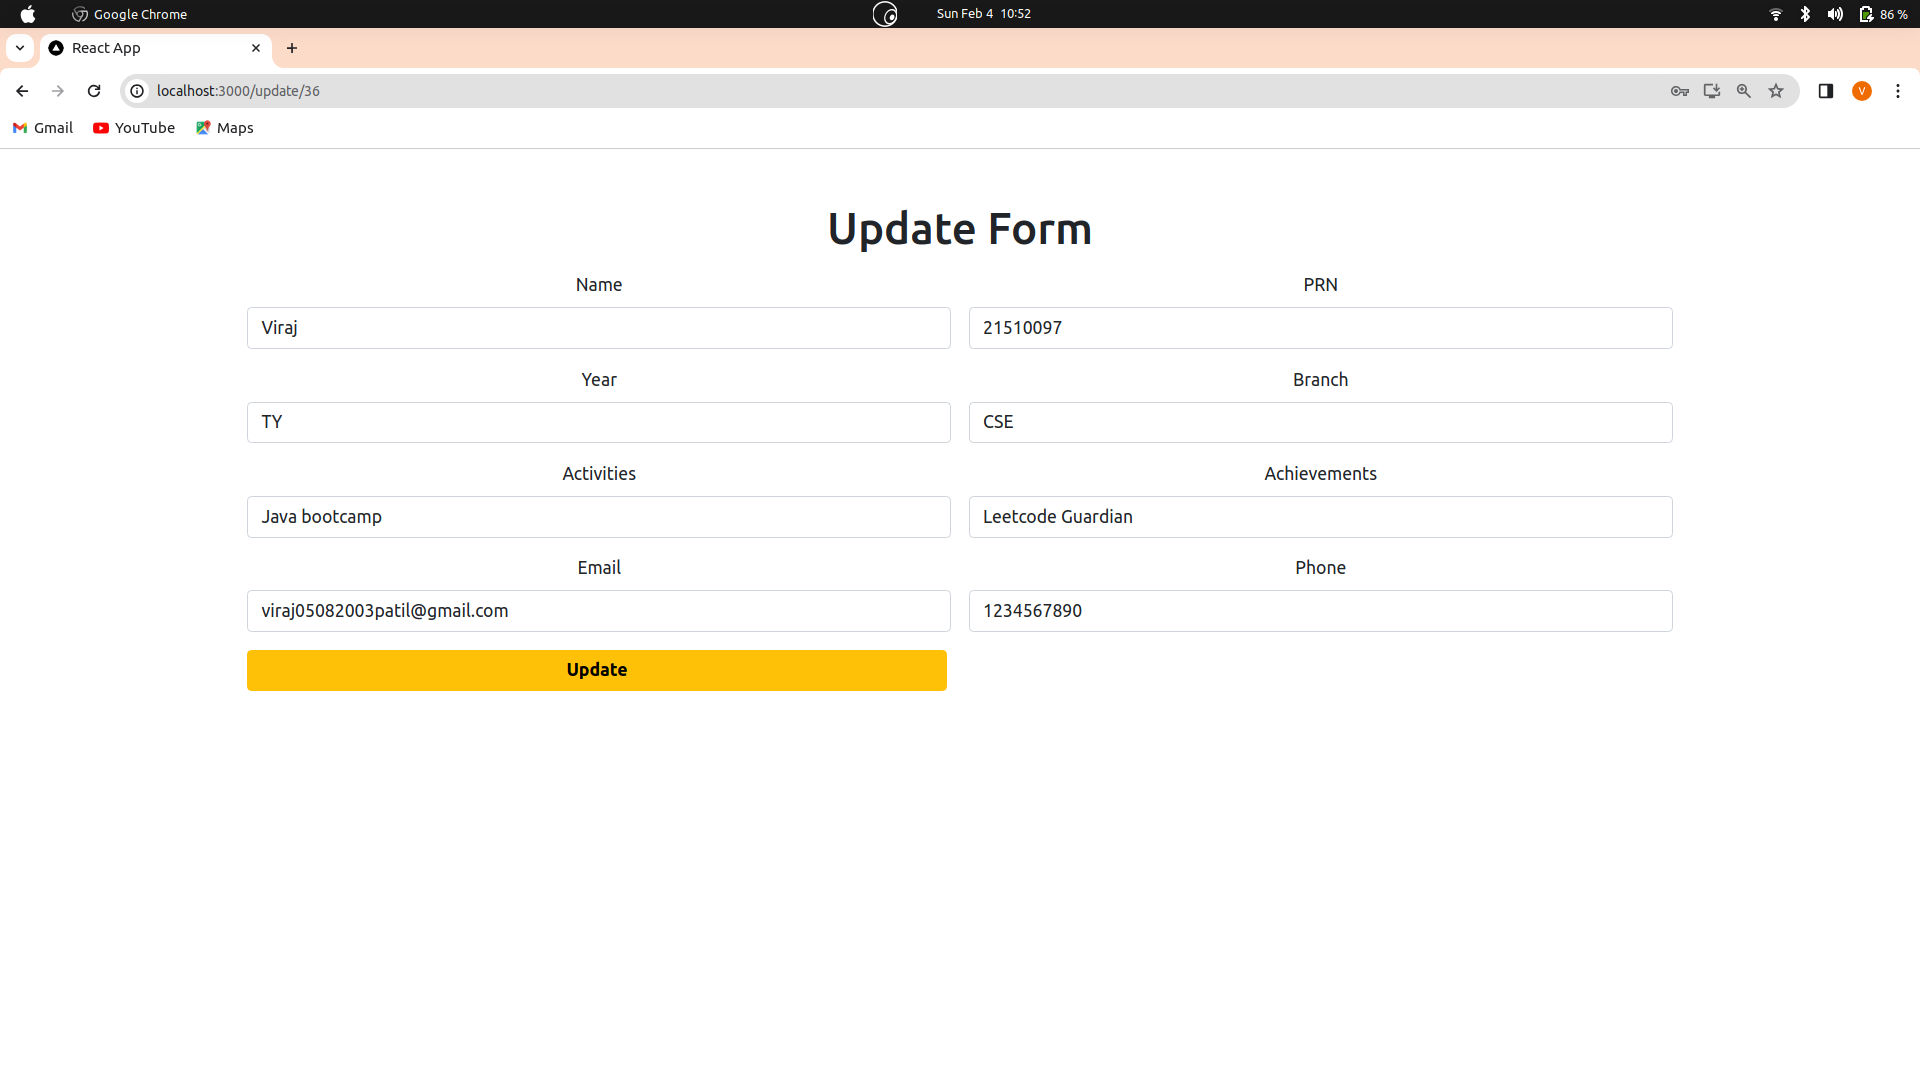 Google Chrome Sun Feb 4 10:52 86 %
React App
localhost:3000/update/36 V
Gmail YouTube Maps
Update Form
Name PRN
Viraj 21510097
Year Branch
TY CSE
Activities Achievements
Java bootcamp Leetcode Guardian
Email Phone
viraj05082003patil@gmail.com 1234567890
Update